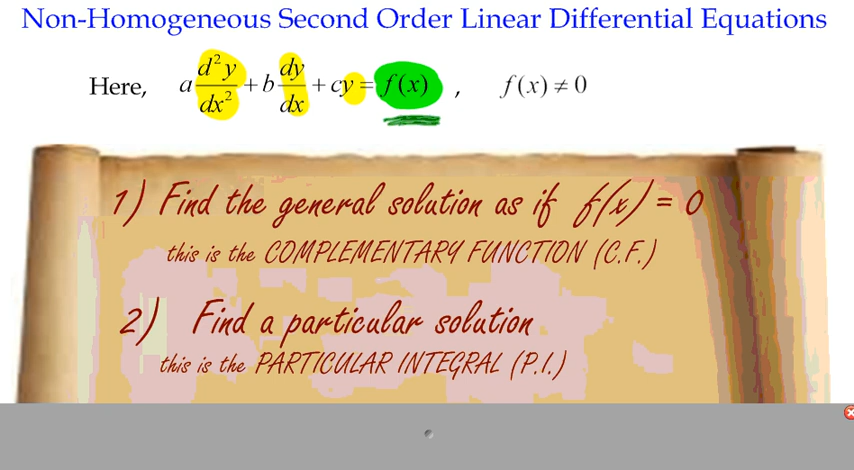 Non-Homogeneous Second Order Linear Differential Equations
Here, a d²y/dx² + b dy/dx + cy = f(x) , f(x) ≠ 0
1) Find the general solution as if f(x) = 0
this is the COMPLEMENTARY FUNCTION (C.F.)
2) Find a particular solution
this is the PARTICULAR INTEGRAL (P.I.)